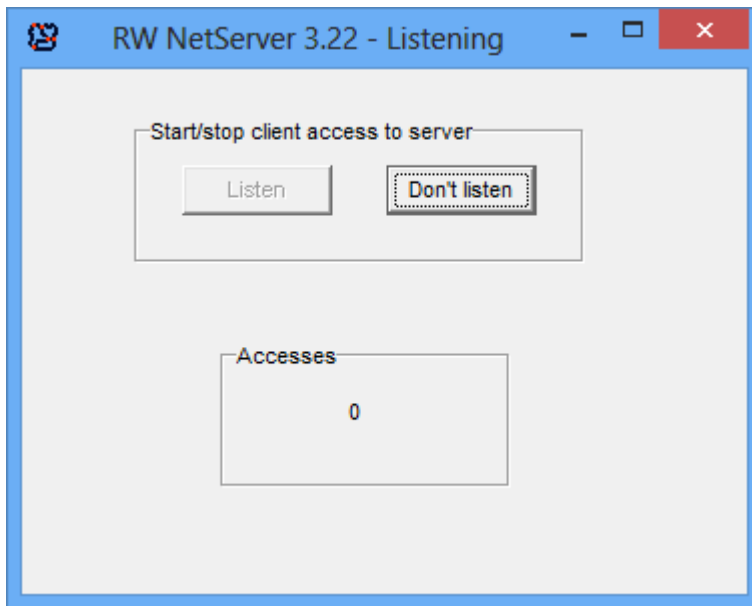 RW NetServer 3.22 - Listening
Start/stop client access to server
Listen Don't listen
Accesses
0